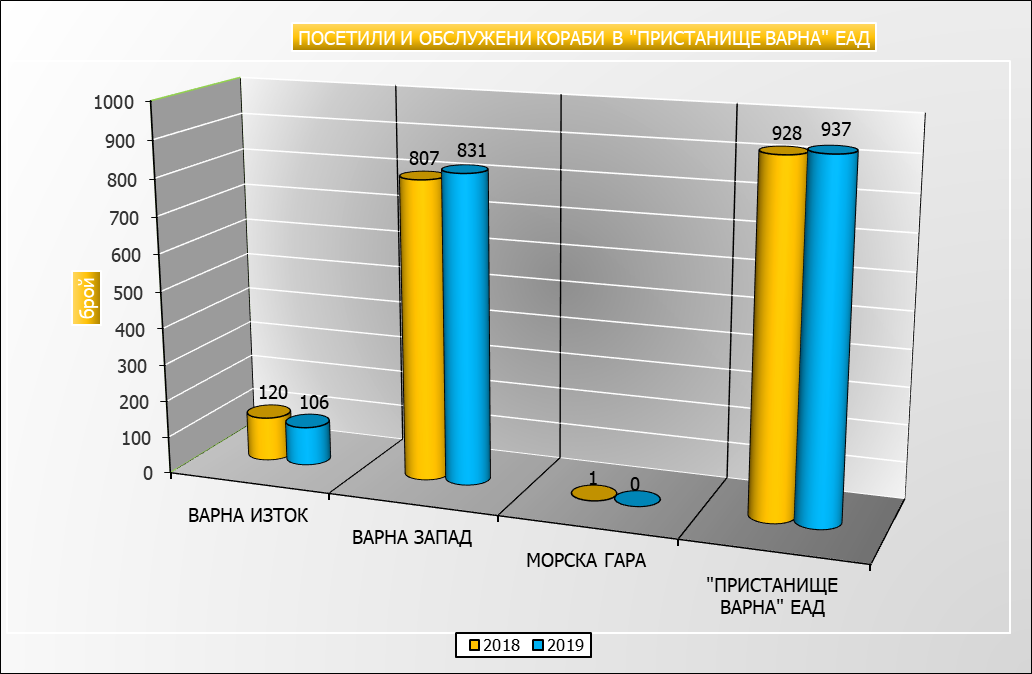 ПОСЕТИЛИ И ОБСЛУЖЕНИ КОРАБИ В "ПРИСТАНИЩЕ ВАРНА" ЕАД
брой
1000
900
800
700
600
500
400
300
200
100
0
120
106
807
831
1
0
928
937
ВАРНА ИЗТОК
ВАРНА ЗАПАД
МОРСКА ГАРА
"ПРИСТАНИЩЕ
ВАРНА" ЕАД
2018 2019